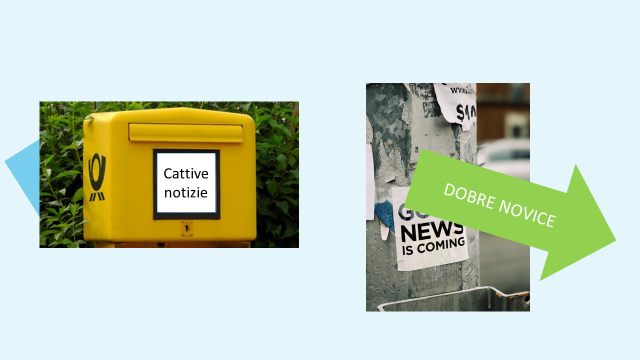 Cattive
notizie
DOBRE NOVICE
NEWS
IS COMING